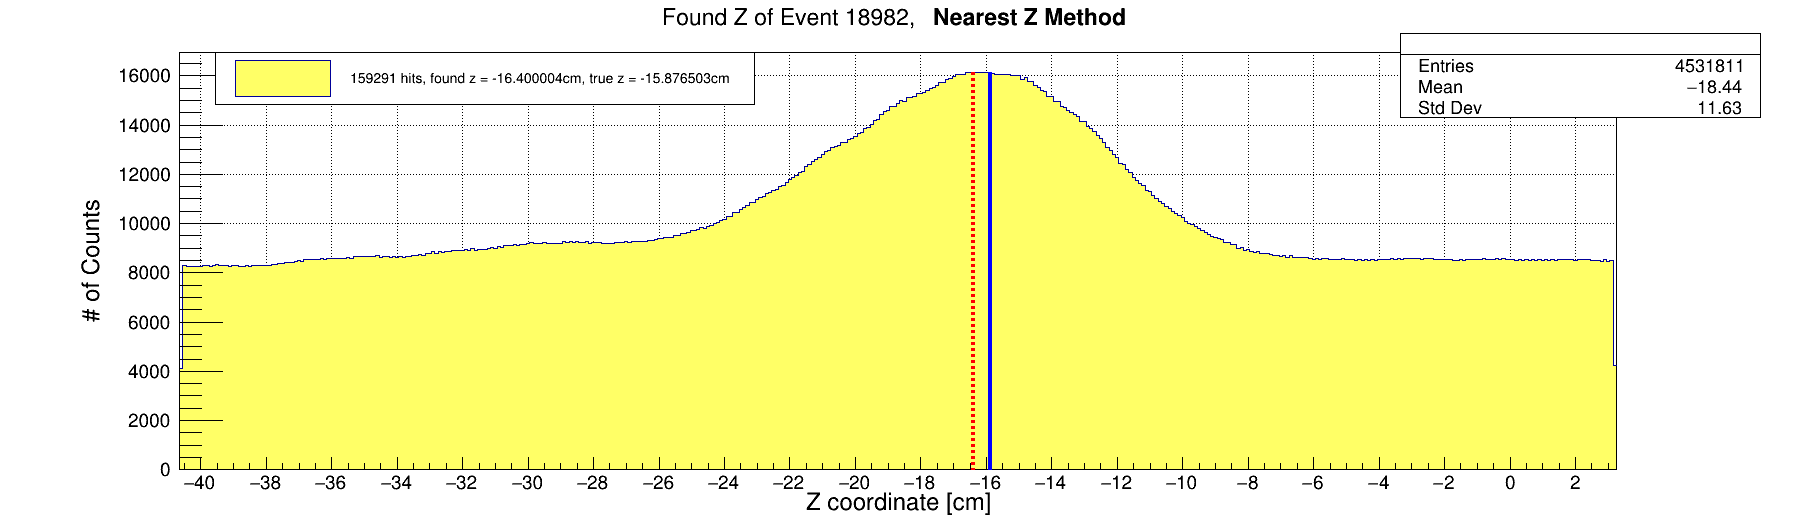 Found Z of Event 18982, Nearest Z Method
159291 hits, found z = -16.400004cm, true z = -15.876503cm
Entries 4531811
Mean −18.44
Std Dev 11.63
# of Counts
16000
14000
12000
10000
8000
6000
4000
2000
0
−40 −38 −36 −34 −32 −30 −28 −26 −24 −22 −20 −18 −16 −14 −12 −10 −8 −6 −4 −2 0 2
Z coordinate [cm]